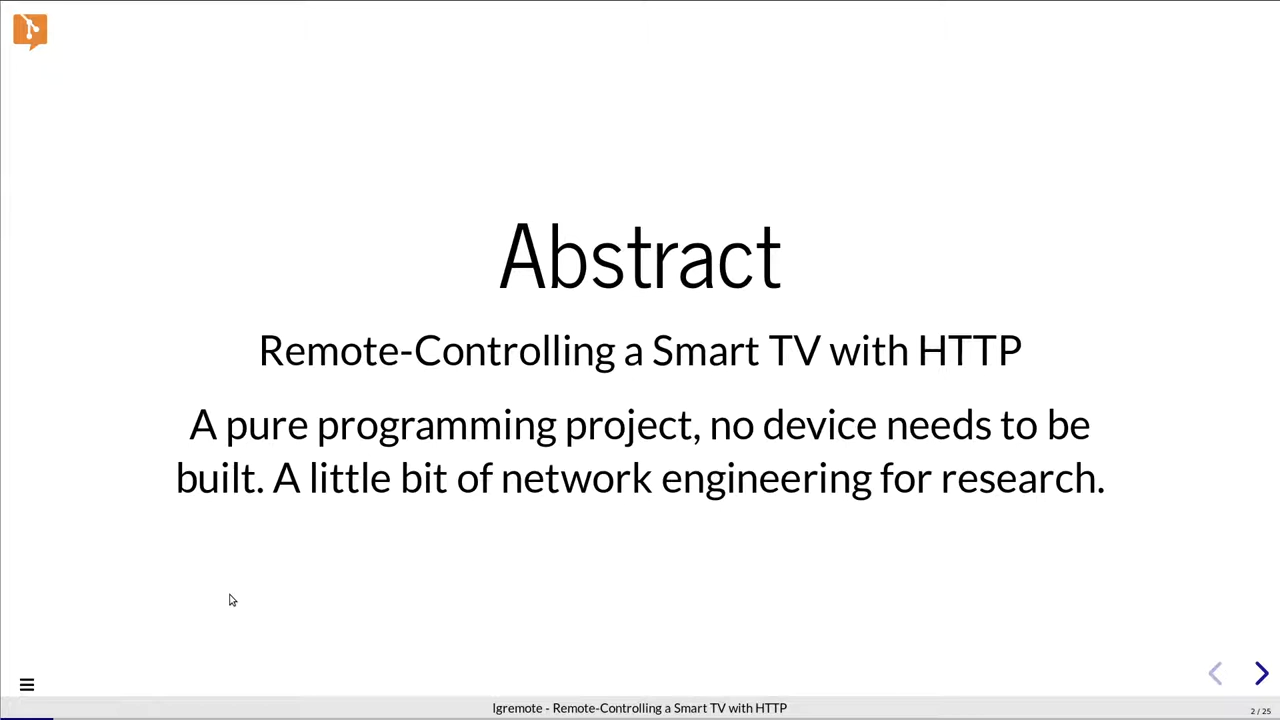 Abstract
Remote-Controlling a Smart TV with HTTP
A pure programming project, no device needs to be
built. A little bit of network engineering for research.
lgremote - Remote-Controlling a Smart TV with HTTP
2 / 25